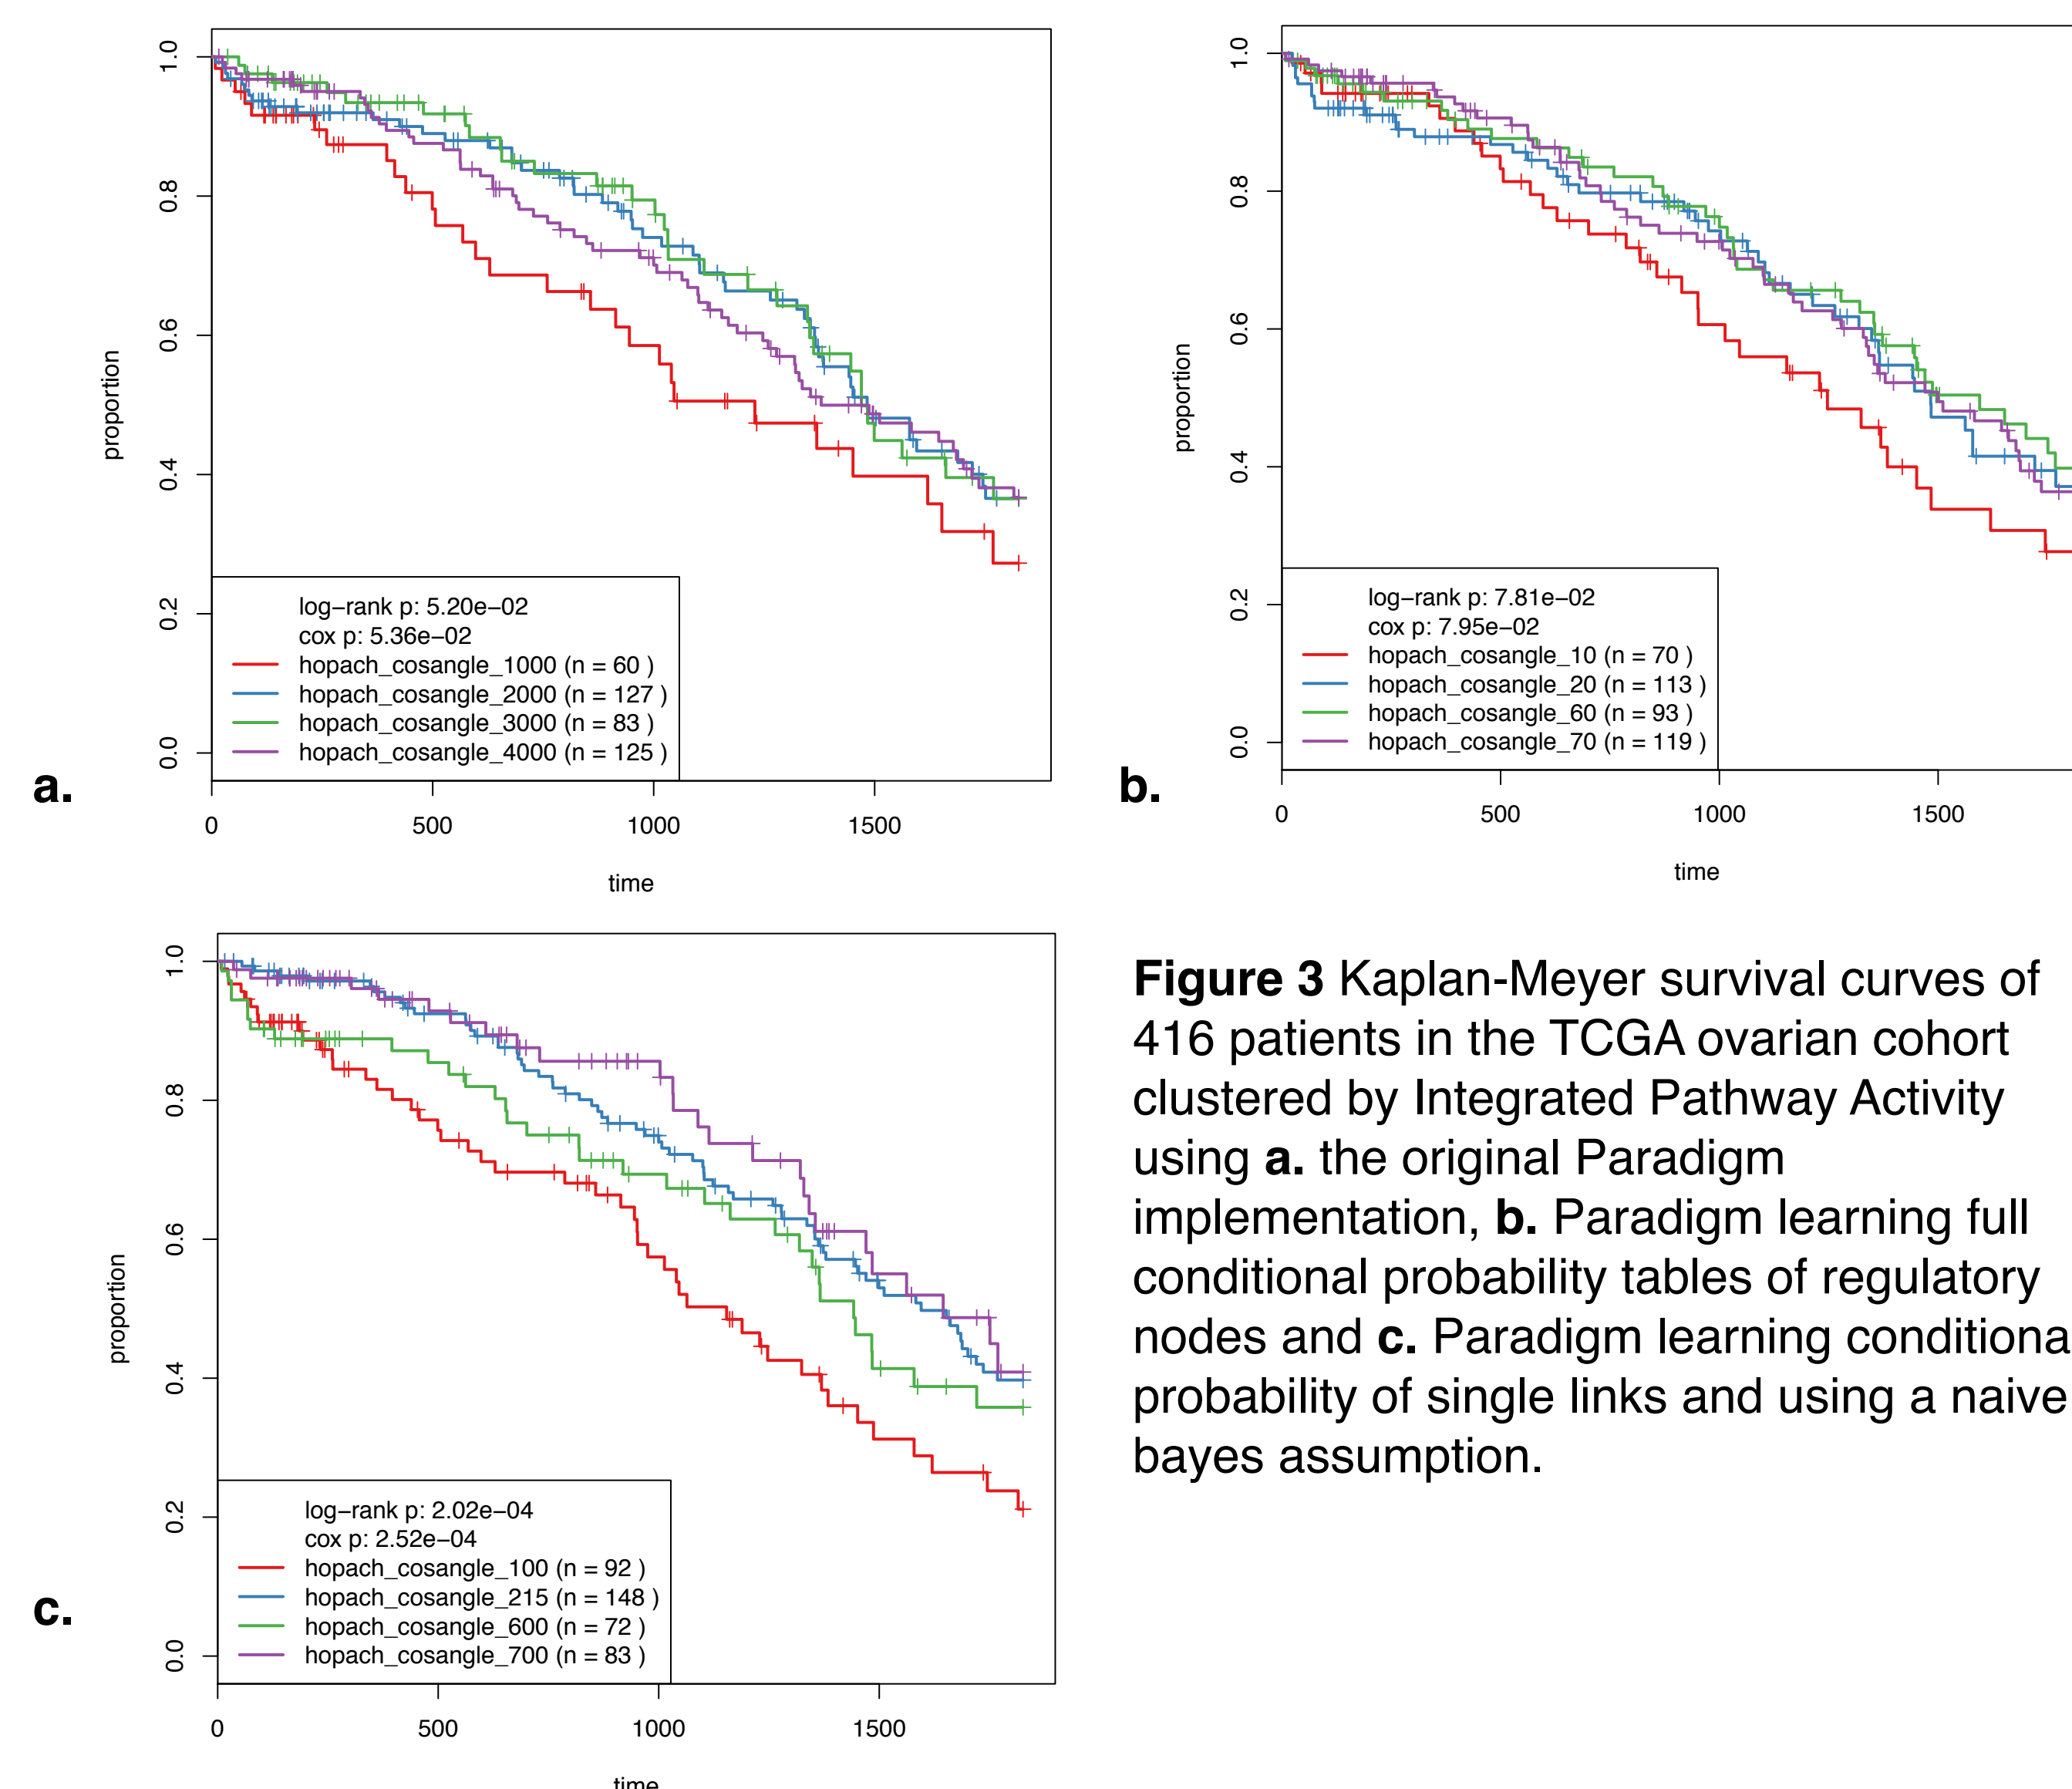 1.0
0.8
0.6
0.4
0.2
0.0
proportion
log−rank p: 5.20e−02
cox p: 5.36e−02
hopach_cosangle_1000 (n = 60 )
hopach_cosangle_2000 (n = 127 )
hopach_cosangle_3000 (n = 83 )
hopach_cosangle_4000 (n = 125 )
a.
0 500 1000 1500
time
1.0
0.8
0.6
0.4
0.2
0.0
proportion
log−rank p: 7.81e−02
cox p: 7.95e−02
hopach_cosangle_10 (n = 70 )
hopach_cosangle_20 (n = 113 )
hopach_cosangle_60 (n = 93 )
hopach_cosangle_70 (n = 119 )
b.
0 500 1000 1500
time
1.0
0.8
0.6
0.4
0.2
0.0
proportion
log−rank p: 2.02e−04
cox p: 2.52e−04
hopach_cosangle_100 (n = 92 )
hopach_cosangle_215 (n = 148 )
hopach_cosangle_600 (n = 72 )
hopach_cosangle_700 (n = 83 )
c.
0 500 1000 1500
time
Figure 3 Kaplan-Meyer survival curves of
416 patients in the TCGA ovarian cohort
clustered by Integrated Pathway Activity
using a. the original Paradigm
implementation, b. Paradigm learning full
conditional probability tables of regulatory
nodes and c. Paradigm learning conditiona
probability of single links and using a naive
bayes assumption.